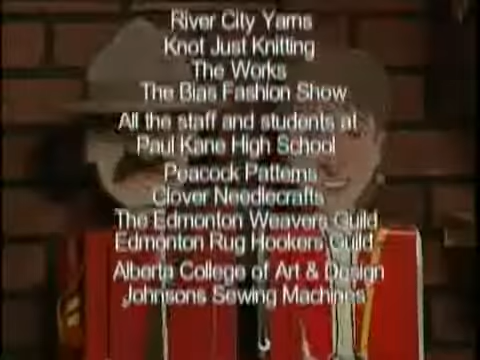 River City Yarns
Knot Just Knitting
The Works
The Bias Fashion Show
All the staff and students at
Paul Kane High School
Peacock Patterns
Clover Needlecrafts
The Edmonton Weavers Guild
Edmonton Rug Hookers Guild
Alberta College of Art & Design
Johnsons Sewing Machines